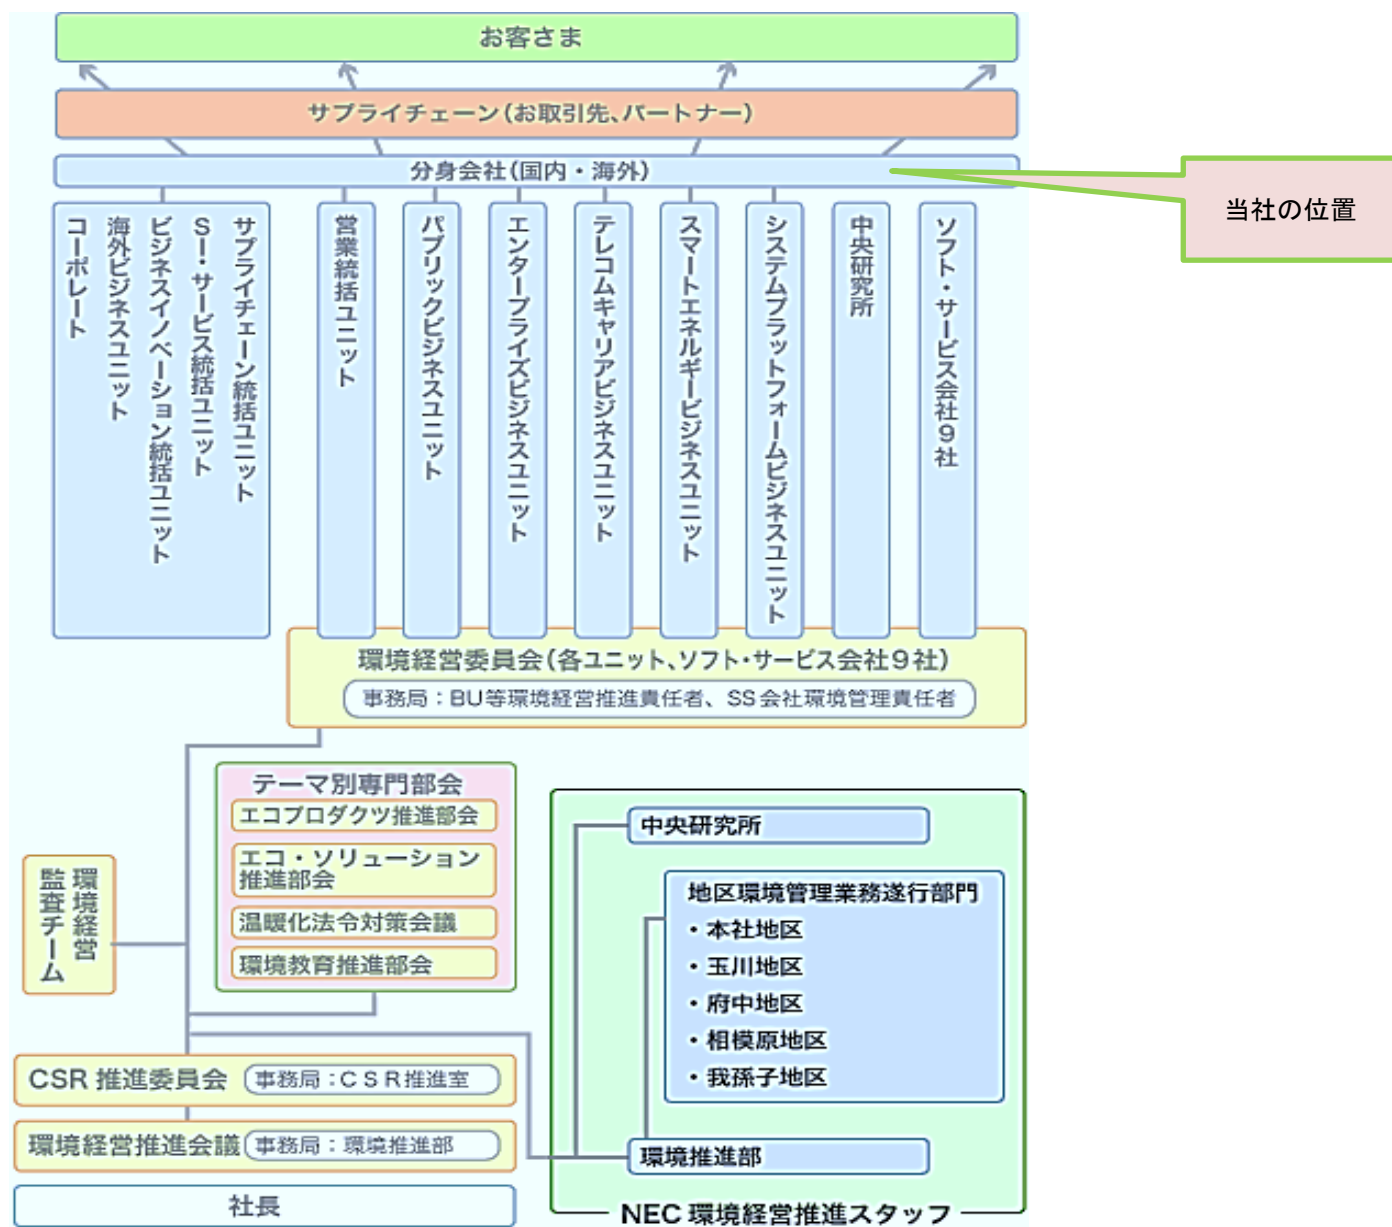 お客さま
サプライチェーン(お取引先、パートナー)
分身会社(国内・海外)
当社の位置
コーポレート
海外ビジネスユニット
ビジネスイノベーション統括ユニット
SI・サービス統括ユニット
サプライチェーン統括ユニット
営業統括ユニット
パブリックビジネスユニット
エンタープライズビジネスユニット
テレコムキャリアビジネスユニット
スマートエネルギービジネスユニット
システムプラットフォームビジネスユニット
中央研究所
ソフト・サービス会社9社
環境経営委員会(各ユニット、ソフト・サービス会社9社)
事務局:BU等環境経営推進責任者、SS会社環境管理責任者
テーマ別専門部会
エコプロダクツ推進部会
エコ・ソリューション
推進部会
温暖化法令対策会議
環境教育推進部会
環境経営
監査チーム
中央研究所
地区環境管理業務遂行部門
・本社地区
・玉川地区
・府中地区
・相模原地区
・我孫子地区
環境推進部
NEC 環境経営推進スタッフ
CSR 推進委員会 事務局:CSR推進室
環境経営推進会議 事務局:環境推進部
社長